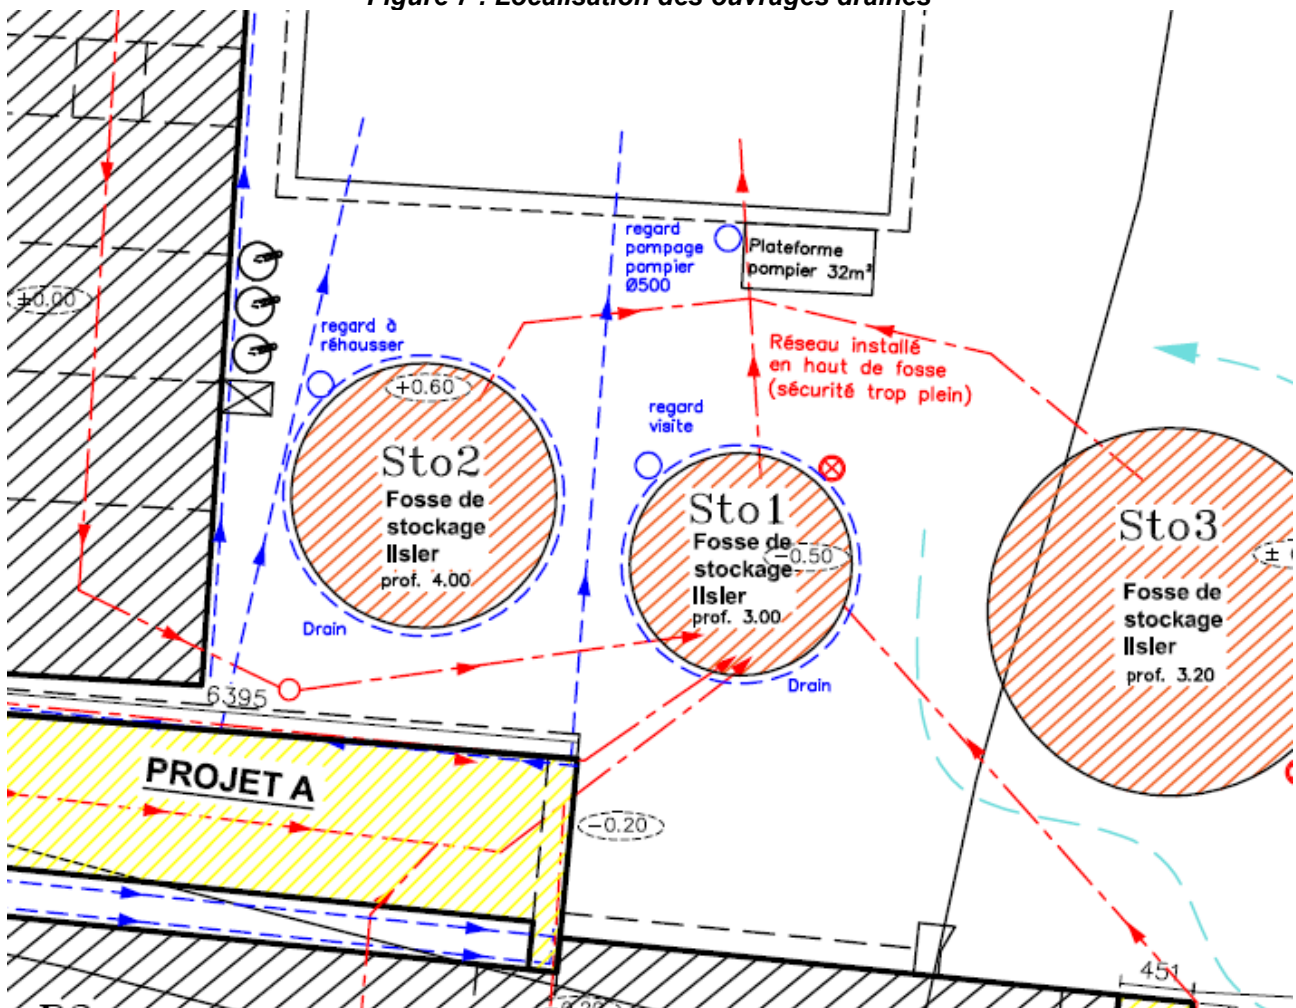 Figure 7 : Localisation des ouvrages drainés
regard
pompage
pompier
Ø500
Plateforme
pompier 32m³
±0.00
regard à
réhausser
Réseau installé
en haut de fosse
(sécurité trop plein)
+0.60
regard
visite
Sto2
Fosse de
stockage
IIsler
prof. 4.00
Sto1
Fosse de
stockage
IIsler
prof. 3.00
-0.50
Sto3
±
Fosse de
stockage
IIsler
prof. 3.20
Drain
Drain
6395
PROJET A
-0.20
451